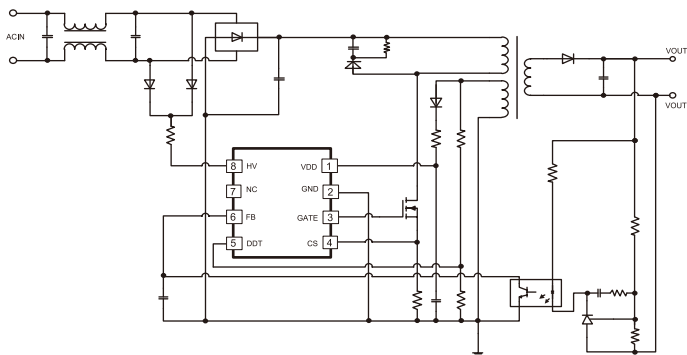 ACIN
VOUT
VOUT
8 HV
VDD 1
7 NC
GND 2
6 FB
GATE 3
5 DDT
CS 4